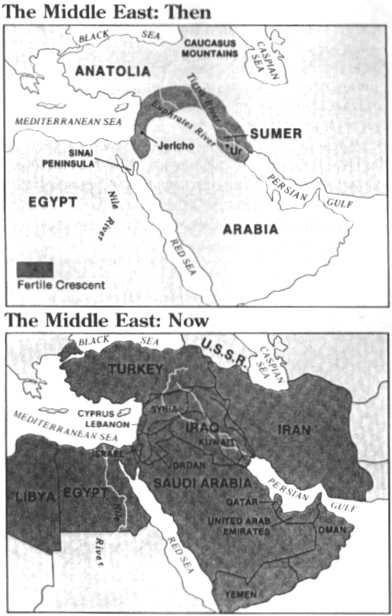 The Middle East: Then
BLACK SEA
CAUCASUS
MOUNTAINS
CASPIAN
SEA
ANATOLIA
Tigris River
MEDITERRANEAN SEA
Euphrates River
SUMER
Jericho
Ur
SINAI
PENINSULA
PERSIAN GULF
EGYPT
Nile River
ARABIA
RED SEA
Fertile Crescent
The Middle East: Now
BLACK SEA
U.S.S.R.
CASPIAN
SEA
TURKEY
CYPRUS
SYRIA
LEBANON
MEDITERRANEAN SEA
IRAQ
IRAN
KUWAIT
ISRAEL
JORDAN
LIBYA
EGYPT
SAUDI ARABIA
PERSIAN GULF
QATAR
Nile River
UNITED ARAB
EMIRATES
OMAN
RED SEA
YEMEN